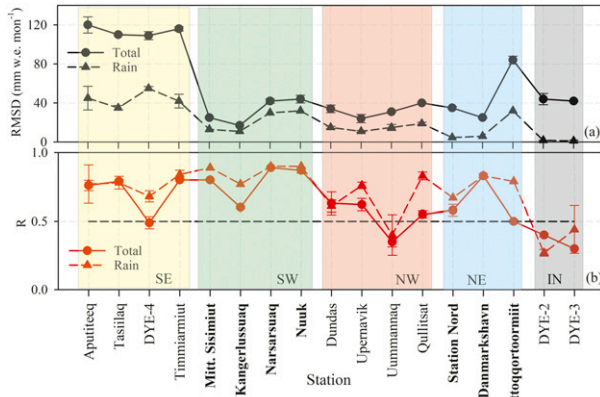 RMSD (mm w.e. mon⁻¹)
120
80
40
0
Total
Rain
(a)
R
1.0
0.5
0.0
Total
Rain
SE
SW
NW
NE
IN
(b)
Aputiteeq
Tasiilaq
DYE-4
Timmiarmiut
Mitt. Sisimiut
Kangerlussuaq
Narsarsuaq
Nuuk
Dundas
Upernavik
Uummannaq
Qullitsat
Station Nord
Danmarkshavn
ttoqqortoormiit
DYE-2
DYE-3
Station